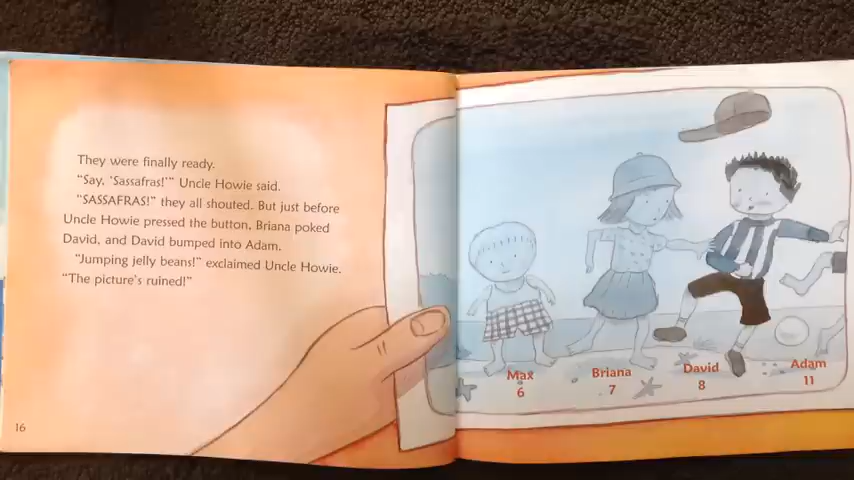 They were finally ready.
"Say, 'Sassafras!'" Uncle Howie said.
"SASSAFRAS!" they all shouted. But just before
Uncle Howie pressed the button, Briana poked
David, and David bumped into Adam.
"Jumping jelly beans!" exclaimed Uncle Howie.
"The picture's ruined!"
16
Max
6
Briana
7
David
8
Adam
11